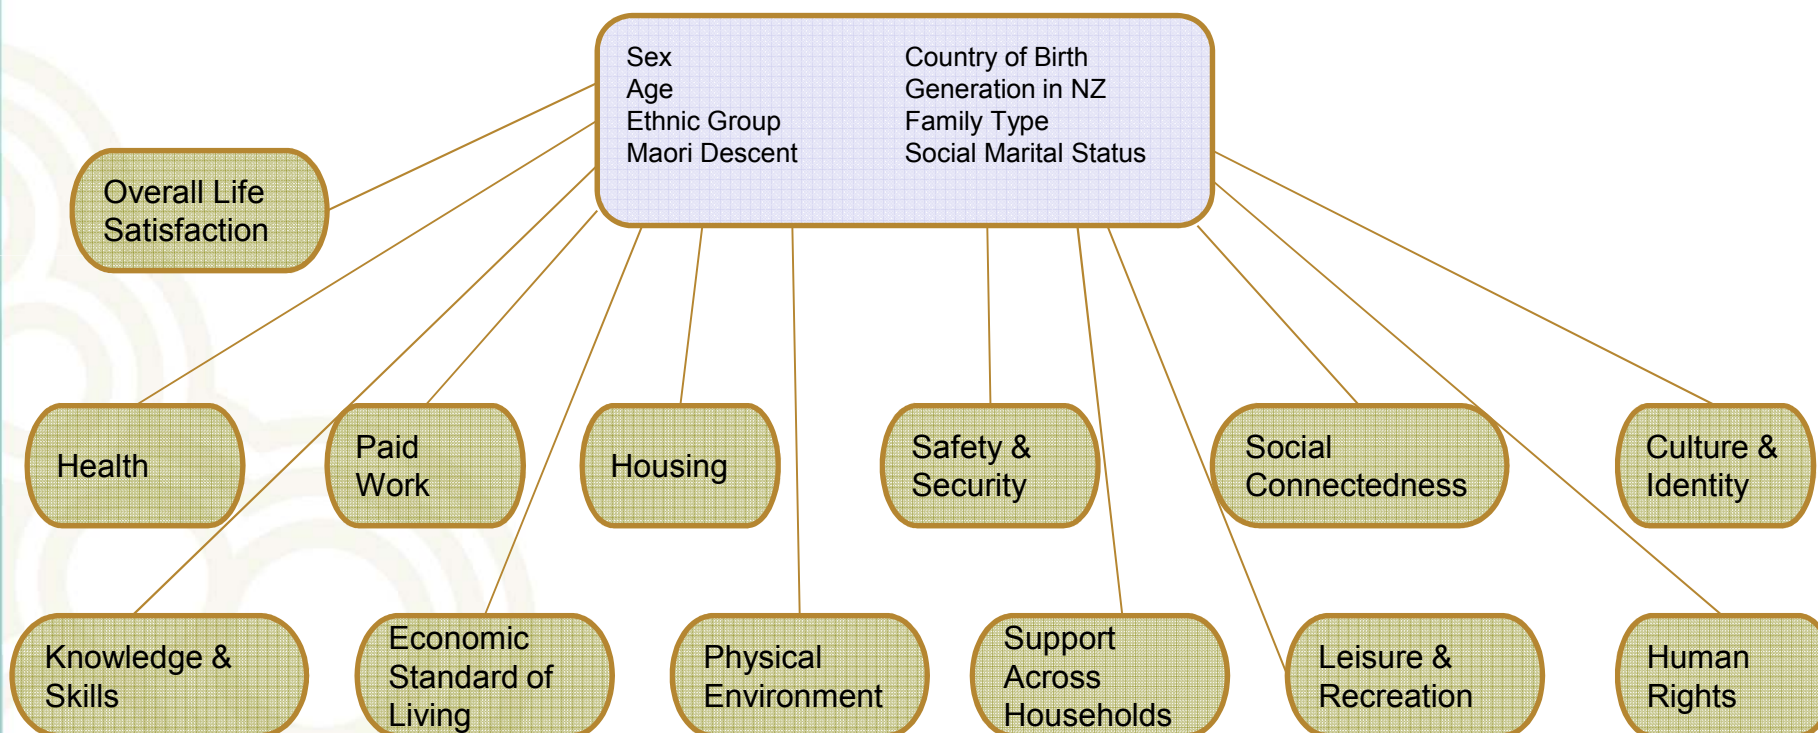 Sex
Age
Ethnic Group
Maori Descent
Country of Birth
Generation in NZ
Family Type
Social Marital Status
Overall Life
Satisfaction
Health
Paid
Work
Housing
Safety &
Security
Social
Connectedness
Culture &
Identity
Knowledge &
Skills
Economic
Standard of
Living
Physical
Environment
Support
Across
Households
Leisure &
Recreation
Human
Rights